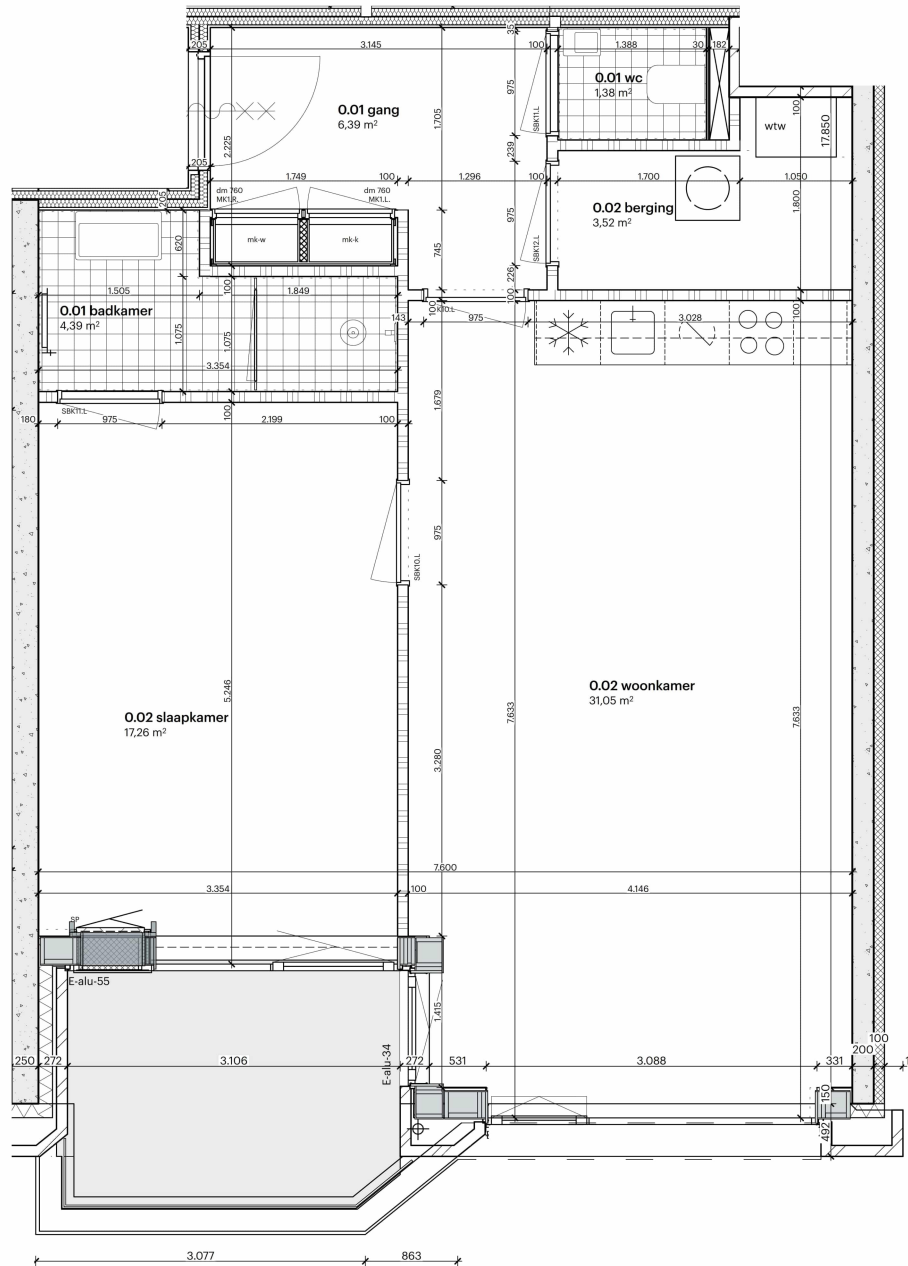 205
3.145
100
35
1.388
30
182
0.01 wc
1,38 m²
0.01 gang
6,39 m²
975
SBK11.L
1.705
2.225
239
100
wtw
17.850
205
1.749
100
1.296
100
1.700
1.050
dm 760
MK1.R.
dm 760
MK1.L.
205
0.02 berging
3,52 m²
975
1.800
mk-w
mk-k
620
745
SBK12.L
226
1.505
100
1.849
0.01 badkamer
4,39 m²
100
100
100
143
975
3.028
1.075
1.075
3.354
SBK11.L
180
975
100
2.199
100
1.679
975
SBK10.L
0.02 slaapkamer
17,26 m²
5.246
0.02 woonkamer
31,05 m²
7.633
7.633
3.280
7.600
3.354
100
4.146
SP
E-alu-55
1.415
E-alu-34
250
272
3.106
272
531
3.088
331
200
100
150
492
3.077
863